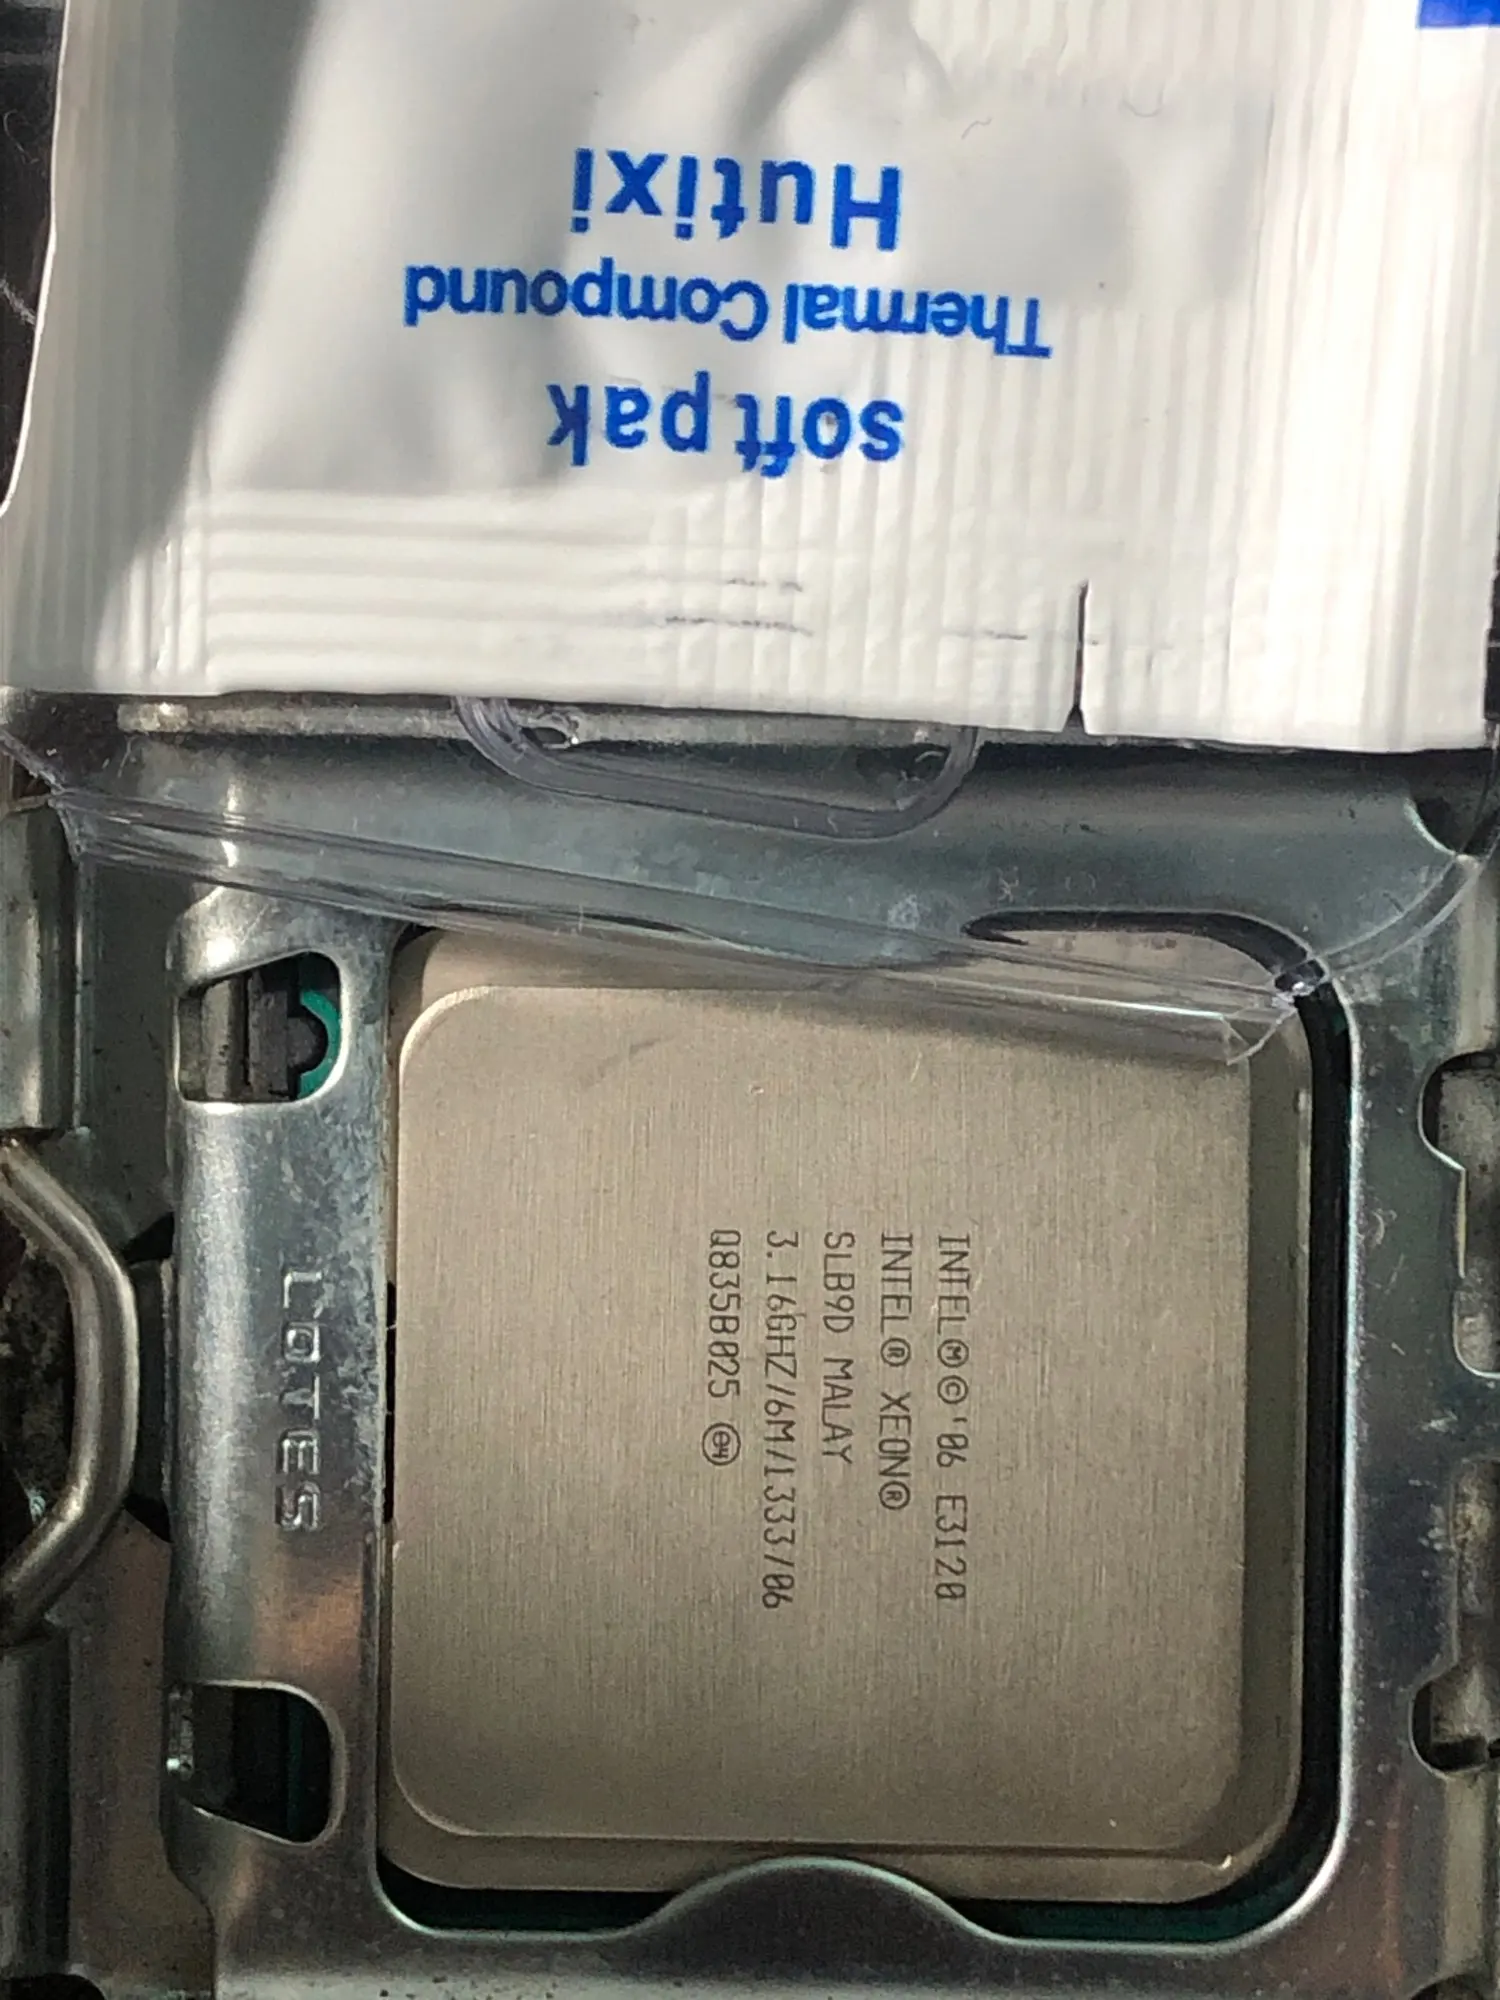 soft pak
Thermal Compound
Hutixi
LOTES
INTEL Ⓜ ©'06 E3120
INTEL® XEON®
SLB9D MALAY
3.16GHZ/6M/1333/06
Q835B025 (e4)